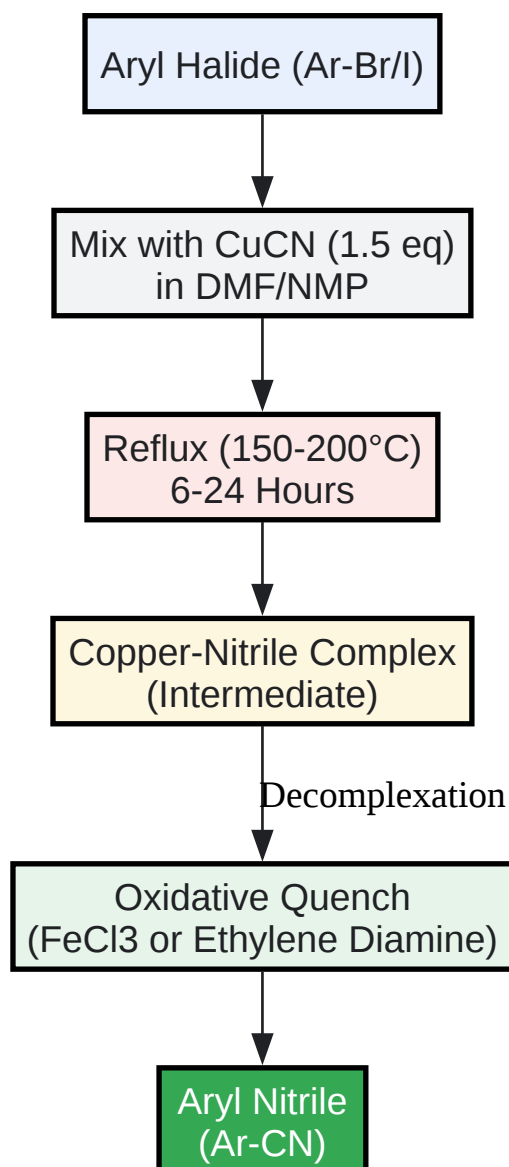 Aryl Halide (Ar-Br/I)
Mix with CuCN (1.5 eq)
in DMF/NMP
Reflux (150-200°C)
6-24 Hours
Copper-Nitrile Complex
(Intermediate)
Decomplexation
Oxidative Quench
(FeCl3 or Ethylene Diamine)
Aryl Nitrile
(Ar-CN)